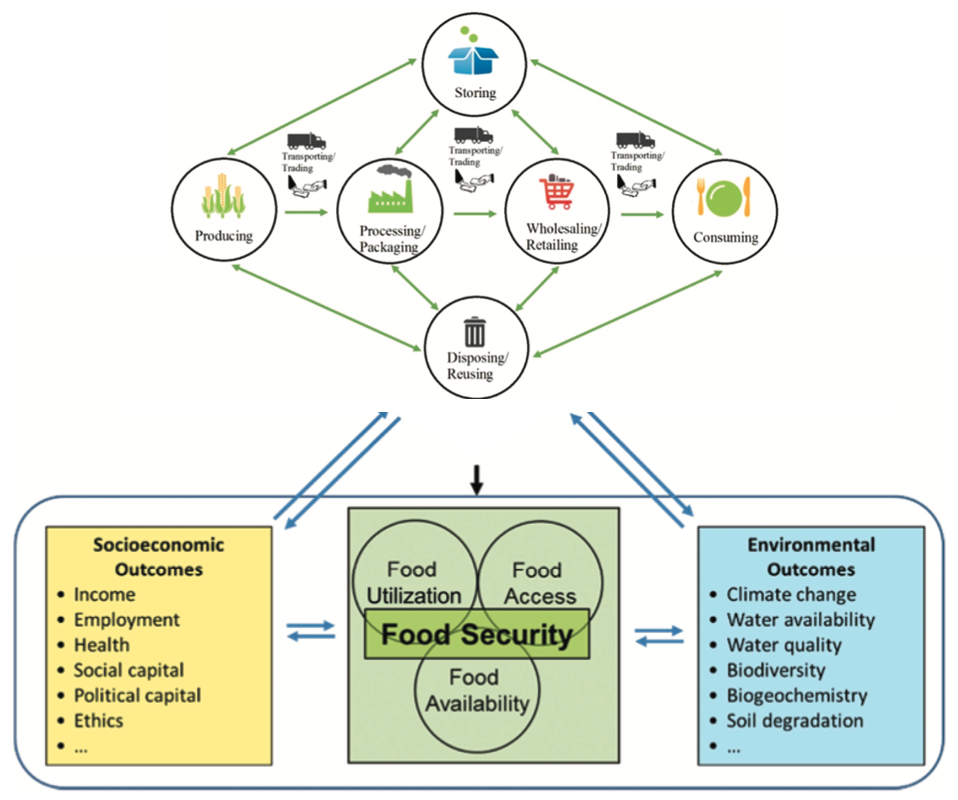 Storing
Transporting/
Trading
Transporting/
Trading
Transporting/
Trading
Producing
Processing/
Packaging
Wholesaling/
Retailing
Consuming
Disposing/
Reusing
Socioeconomic
Outcomes
• Income
• Employment
• Health
• Social capital
• Political capital
• Ethics
• ...
Food
Utilization
Food
Access
Food Security
Food
Availability
Environmental
Outcomes
• Climate change
• Water availability
• Water quality
• Biodiversity
• Biogeochemistry
• Soil degradation
• ...